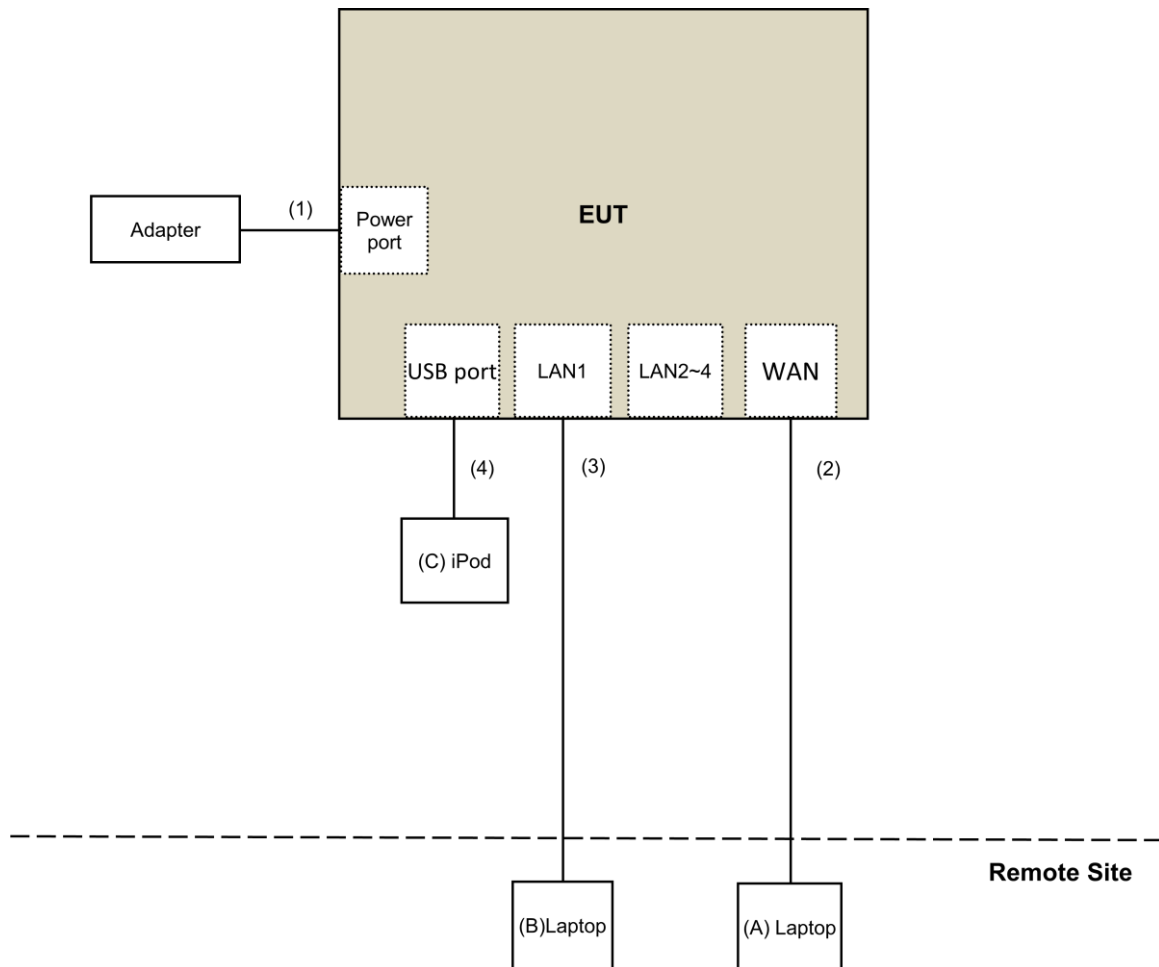 EUT
(1)
Adapter
Power
port
USB port
LAN1
LAN2~4
WAN
(4)
(3)
(2)
(C) iPod
Remote Site
(B)Laptop
(A) Laptop